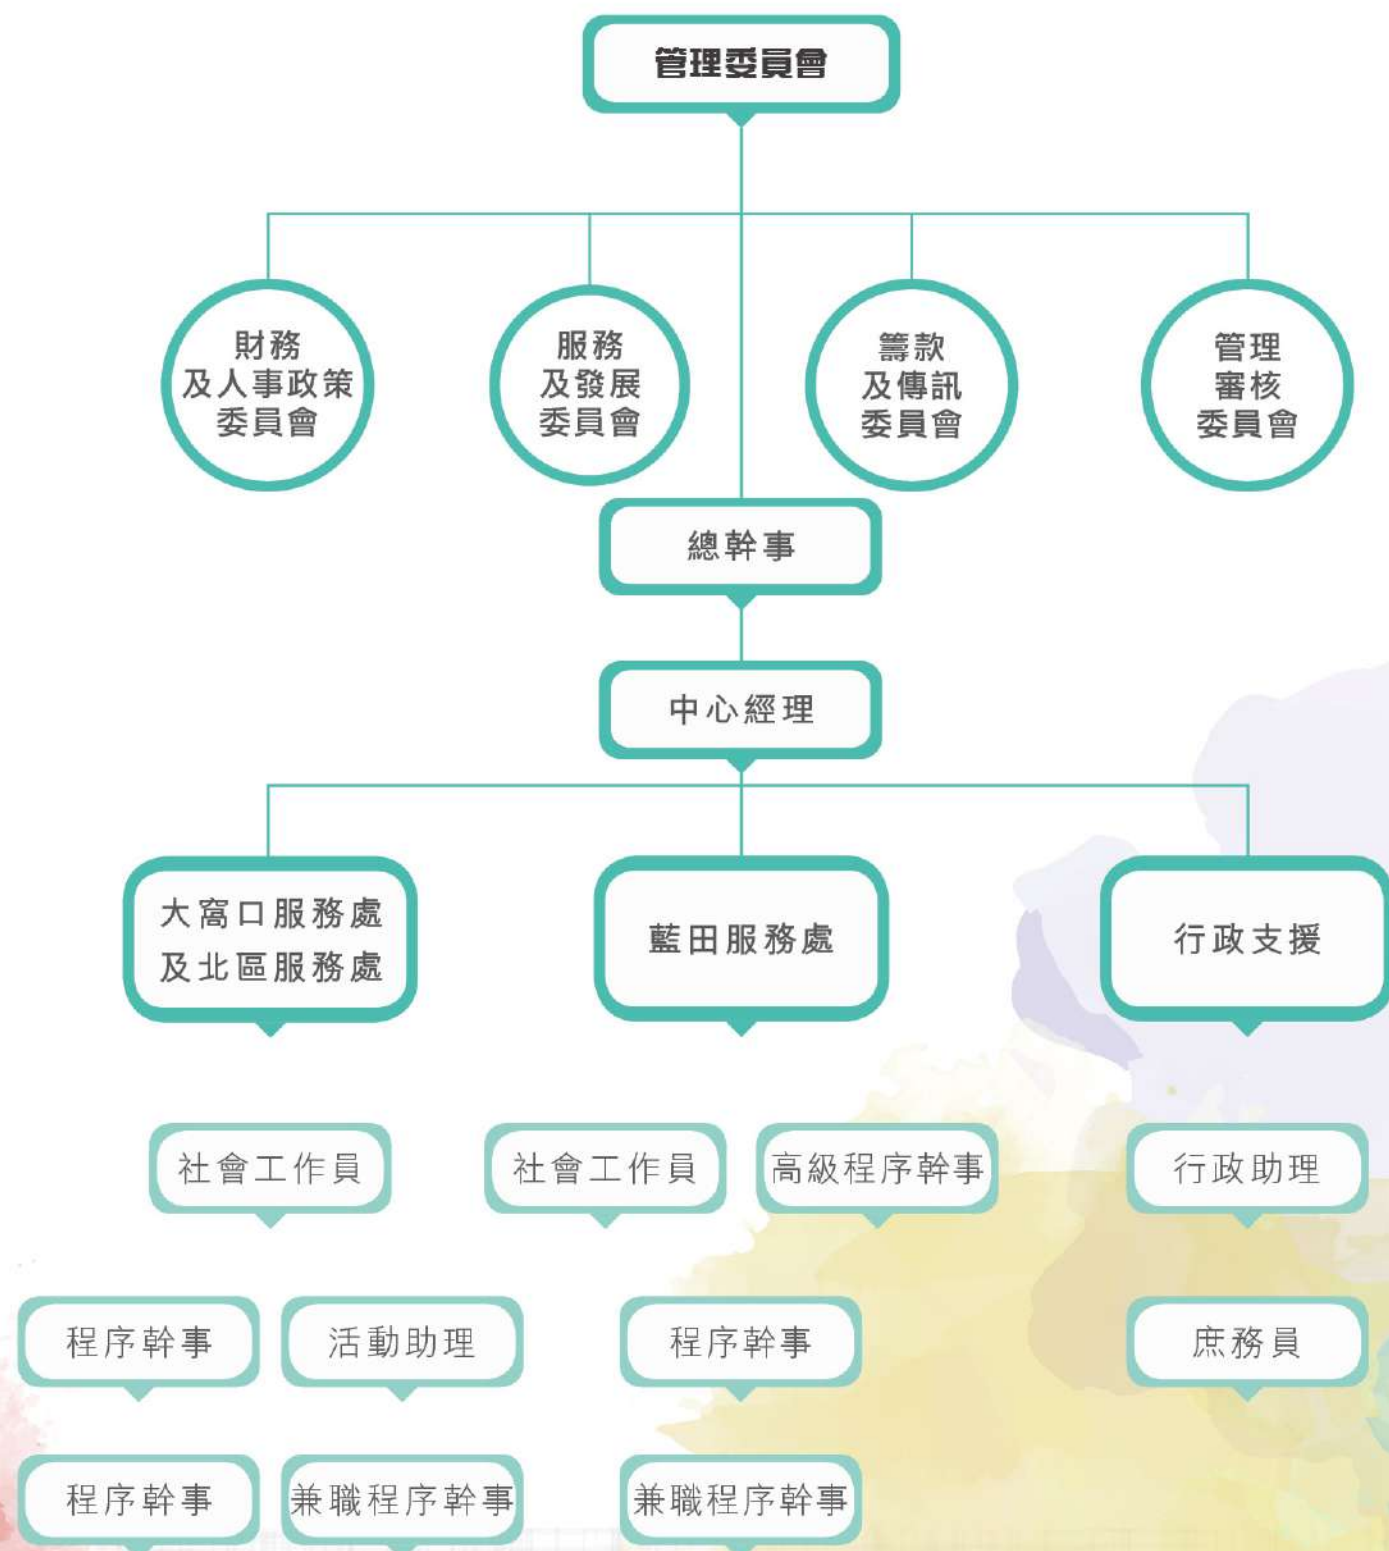 管理委員會
財務
及人事政策
委員會
服務
及發展
委員會
籌款
及傳訊
委員會
管理
審核
委員會
總幹事
中心經理
大窩口服務處
及北區服務處
藍田服務處
行政支援
社會工作員
社會工作員
高級程序幹事
行政助理
程序幹事
活動助理
程序幹事
庶務員
程序幹事
兼職程序幹事
兼職程序幹事